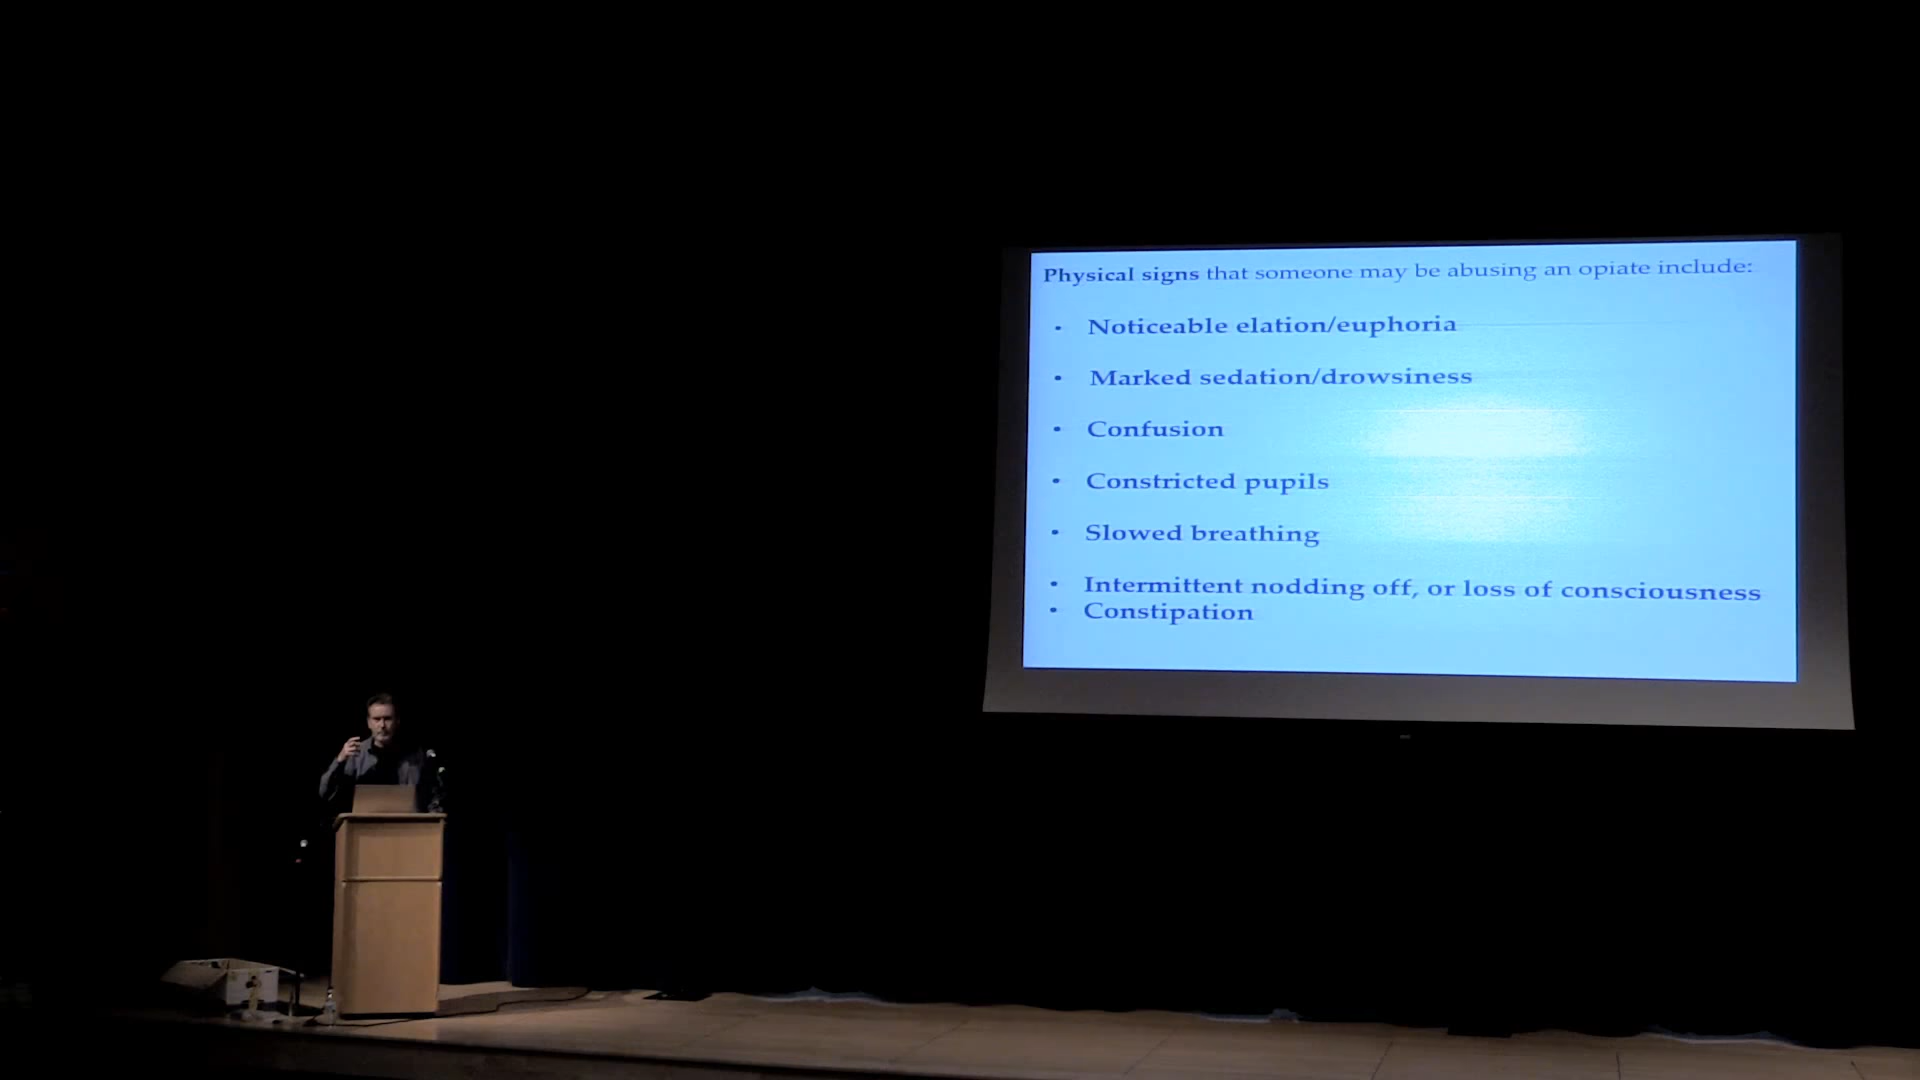 Physical signs that someone may be abusing an opiate include:
• Noticeable elation/euphoria
• Marked sedation/drowsiness
• Confusion
• Constricted pupils
• Slowed breathing
• Intermittent nodding off, or loss of consciousness
• Constipation